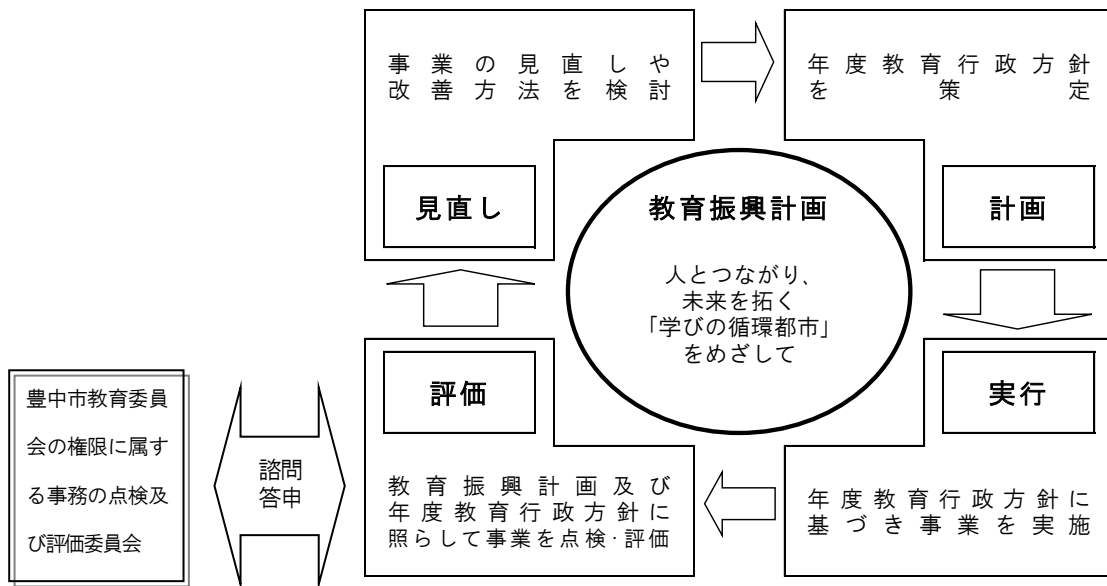 事業の見直しや
改善方法を検討
見直し
年度教育行政方針
を策定
計画
教育振興計画
人とつながり、
未来を拓く
「学びの循環都市」
をめざして
評価
教育振興計画及び
年度教育行政方針に
照らして事業を点検･評価
実行
年度教育行政方針に
基づき事業を実施
豊中市教育委員
会の権限に属す
る事務の点検及
び評価委員会
諮問
答申